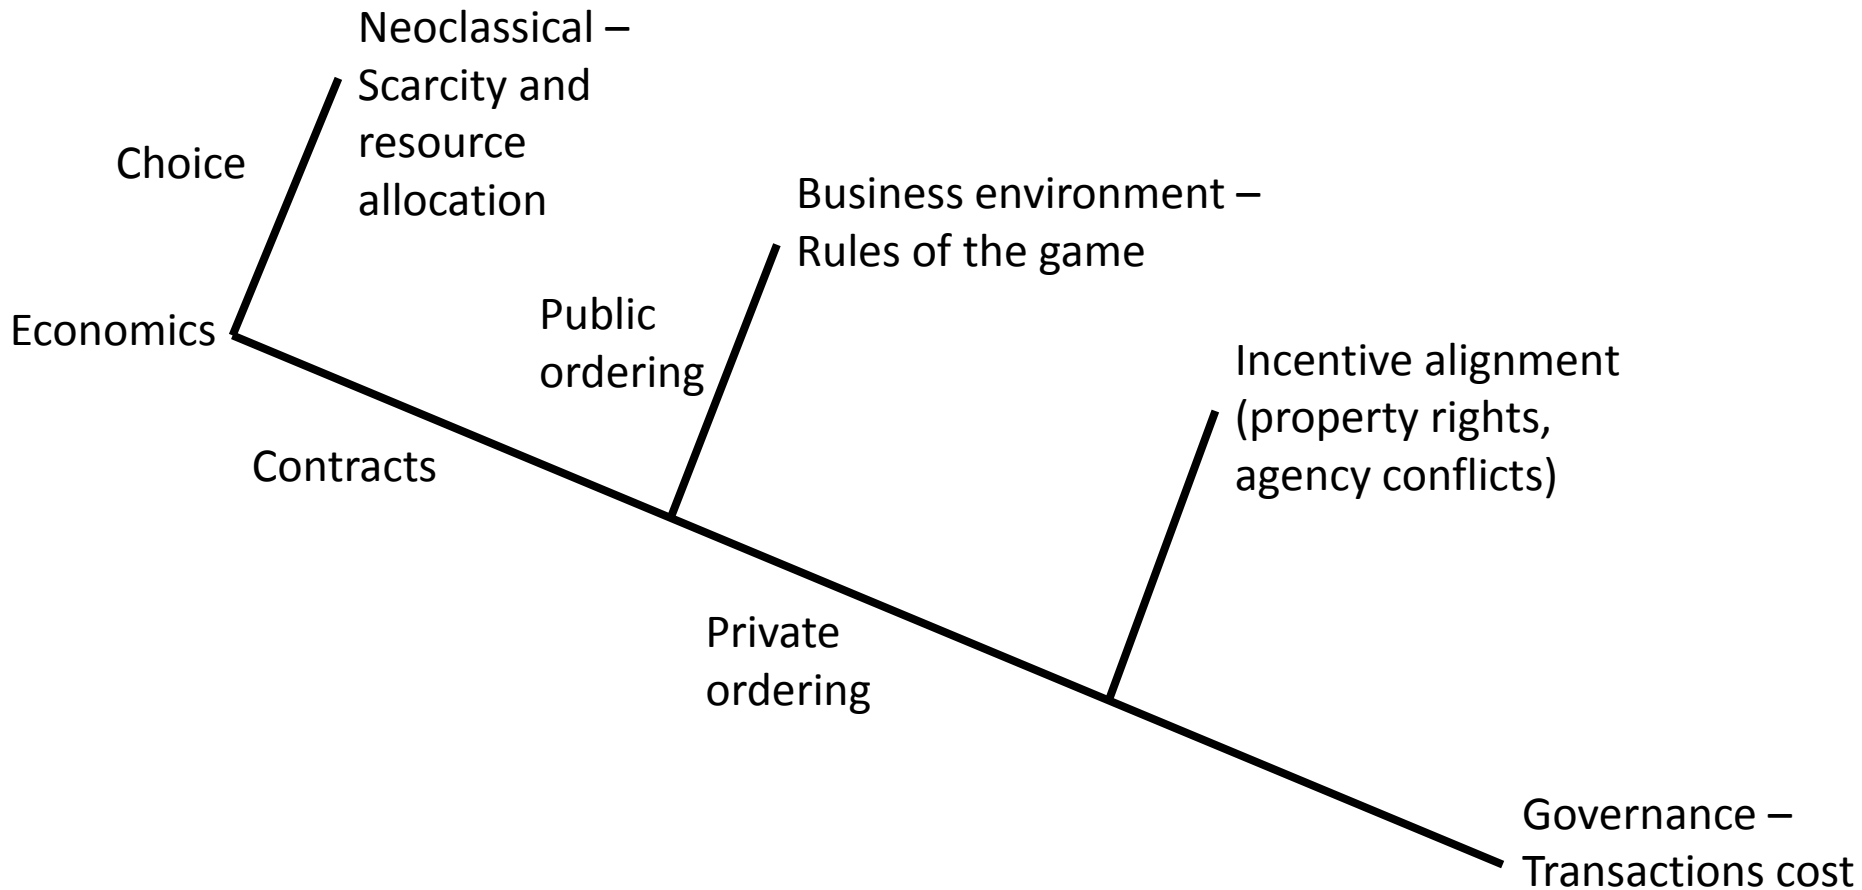 Neoclassical –
Scarcity and
resource
allocation
Choice
Business environment –
Rules of the game
Economics
Public
ordering
Incentive alignment
(property rights,
agency conflicts)
Contracts
Private
ordering
Governance –
Transactions cost